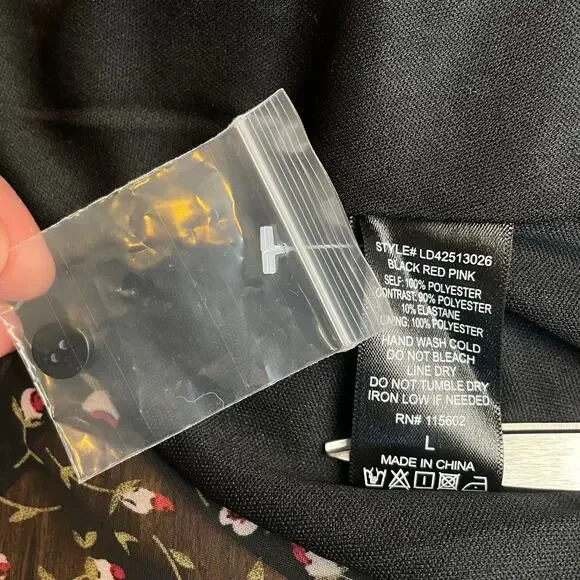 STYLE# LD42513026
BLACK RED PINK
SELF: 100% POLYESTER
CONTRAST: 90% POLYESTER
10% ELASTANE
LINING: 100% POLYESTER
HAND WASH COLD
DO NOT BLEACH
LINE DRY
DO NOT TUMBLE DRY
IRON LOW IF NEEDED
RN# 115602
L
MADE IN CHINA